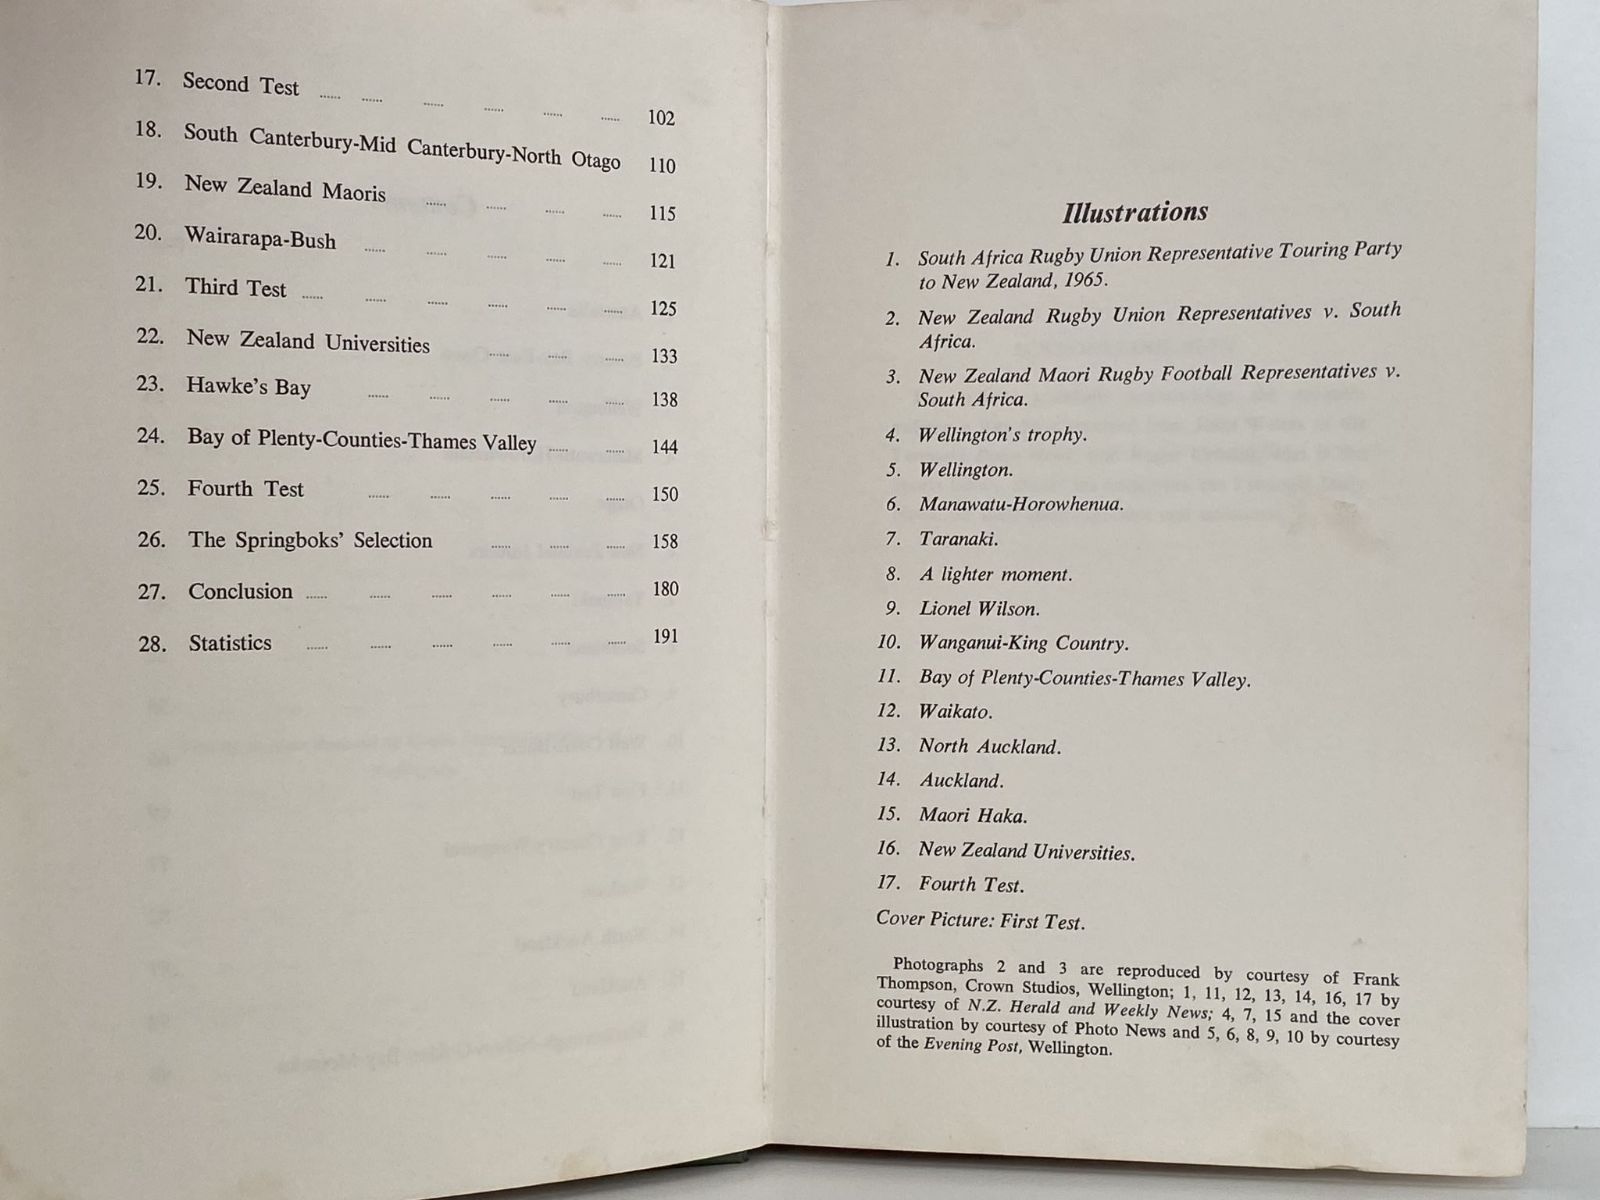 17. Second Test ...... ...... ...... ...... ...... ...... 102
18. South Canterbury-Mid Canterbury-North Otago 110
19. New Zealand Maoris ...... ...... ...... ...... 115
20. Wairarapa-Bush ...... ...... ...... ...... ...... 121
21. Third Test ...... ...... ...... ...... ...... ...... 125
22. New Zealand Universities ...... ...... ...... 133
23. Hawke's Bay ...... ...... ...... ...... ...... 138
24. Bay of Plenty-Counties-Thames Valley ...... ...... 144
25. Fourth Test ...... ...... ...... ...... ...... 150
26. The Springboks' Selection ...... ...... ...... 158
27. Conclusion ...... ...... ...... ...... ...... ...... 180
28. Statistics ...... ...... ...... ...... ...... ...... 191
Illustrations
1. South Africa Rugby Union Representative Touring Party
to New Zealand, 1965.
2. New Zealand Rugby Union Representatives v. South
Africa.
3. New Zealand Maori Rugby Football Representatives v.
South Africa.
4. Wellington's trophy.
5. Wellington.
6. Manawatu-Horowhenua.
7. Taranaki.
8. A lighter moment.
9. Lionel Wilson.
10. Wanganui-King Country.
11. Bay of Plenty-Counties-Thames Valley.
12. Waikato.
13. North Auckland.
14. Auckland.
15. Maori Haka.
16. New Zealand Universities.
17. Fourth Test.
Cover Picture: First Test.
Photographs 2 and 3 are reproduced by courtesy of Frank
Thompson, Crown Studios, Wellington; 1, 11, 12, 13, 14, 16, 17 by
courtesy of N.Z. Herald and Weekly News; 4, 7, 15 and the cover
illustration by courtesy of Photo News and 5, 6, 8, 9, 10 by courtesy
of the Evening Post, Wellington.